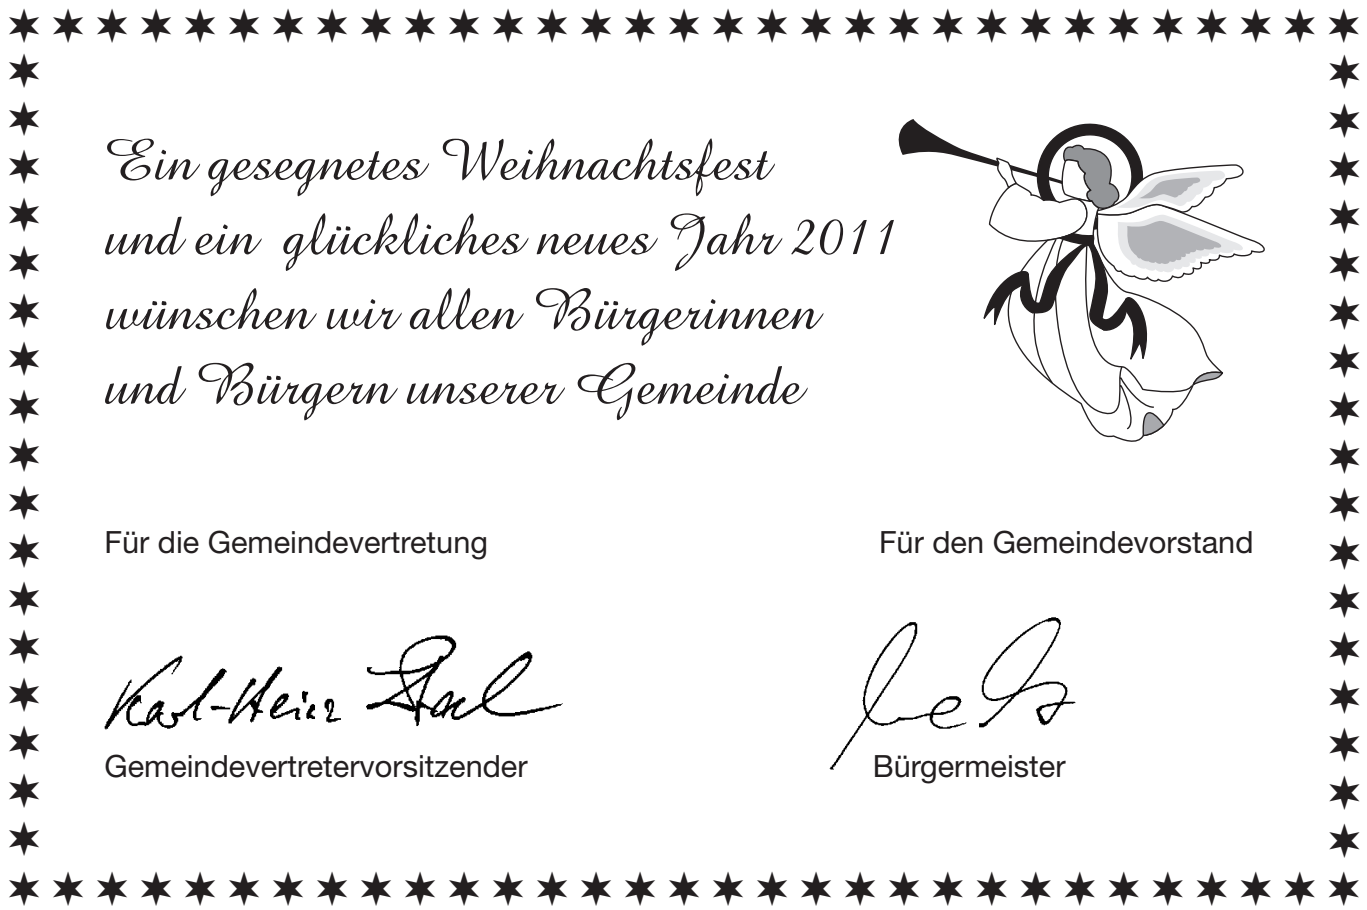 Ein gesegnetes Weihnachtsfest
und ein glückliches neues Jahr 2011
wünschen wir allen Bürgerinnen
und Bürgern unserer Gemeinde
Für die Gemeindevertretung
Für den Gemeindevorstand
Karl-Heinz
Gemeindevertretervorsitzender
Bürgermeister